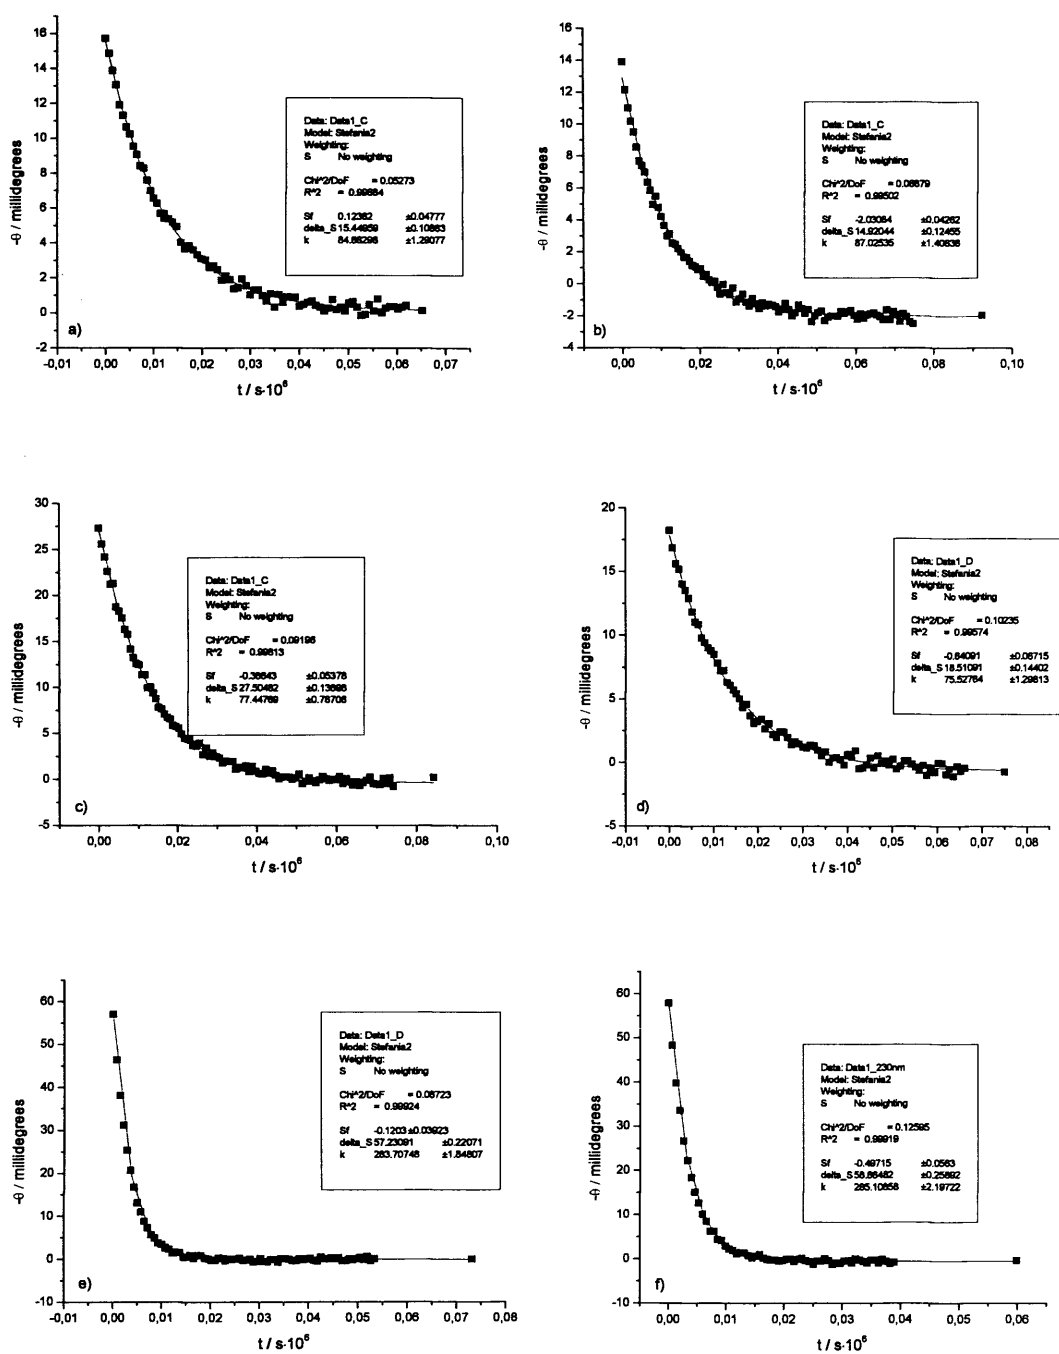 16
14
12
10
8
6
4
2
0
-2
-θ / millidegrees
Data: Data1_C
Model: Stefania2
Weighting:
S No weighting
Chi^2/DoF = 0.05273
R^2 = 0.99684
Sf 0.12382 ±0.04777
delta_S 15.44959 ±0.10863
k 84.66296 ±1.29077
a)
-0,01 0,00 0,01 0,02 0,03 0,04 0,05 0,06 0,07
t / s·10⁶
16
14
12
10
8
6
4
2
0
-2
-4
-θ / millidegrees
Data: Data1_C
Model: Stefania2
Weighting:
S No weighting
Chi^2/DoF = 0.08879
R^2 = 0.99502
Sf -2.03084 ±0.04262
delta_S 14.92044 ±0.12455
k 87.02535 ±1.40836
b)
0,00 0,02 0,04 0,06 0,08 0,10
t / s·10⁶
30
25
20
15
10
5
0
-5
-θ / millidegrees
Data: Data1_C
Model: Stefania2
Weighting:
S No weighting
Chi^2/DoF = 0.09196
R^2 = 0.99813
Sf -0.36643 ±0.05378
delta_S 27.50482 ±0.13698
k 77.44769 ±0.78708
c)
0,00 0,02 0,04 0,06 0,08 0,10
t / s·10⁶
20
15
10
5
0
-5
-θ / millidegrees
Data: Data1_D
Model: Stefania2
Weighting:
S No weighting
Chi^2/DoF = 0.10235
R^2 = 0.99574
Sf -0.84091 ±0.06715
delta_S 18.51091 ±0.14402
k 75.52764 ±1.29813
d)
-0,01 0,00 0,01 0,02 0,03 0,04 0,05 0,06 0,07 0,08
t / s·10⁶
60
50
40
30
20
10
0
-10
-θ / millidegrees
Data: Data1_D
Model: Stefania2
Weighting:
S No weighting
Chi^2/DoF = 0.08723
R^2 = 0.99924
Sf -0.1203 ±0.03923
delta_S 57.23091 ±0.22071
k 283.70748 ±1.84807
e)
-0,01 0,00 0,01 0,02 0,03 0,04 0,05 0,06 0,07 0,08
t / s·10⁶
60
50
40
30
20
10
0
-10
-θ / millidegrees
Data: Data1_230nm
Model: Stefania2
Weighting:
S No weighting
Chi^2/DoF = 0.12595
R^2 = 0.99919
Sf -0.49715 ±0.0563
delta_S 58.86482 ±0.25892
k 285.10858 ±2.19722
f)
-0,01 0,00 0,01 0,02 0,03 0,04 0,05 0,06
t / s·10⁶